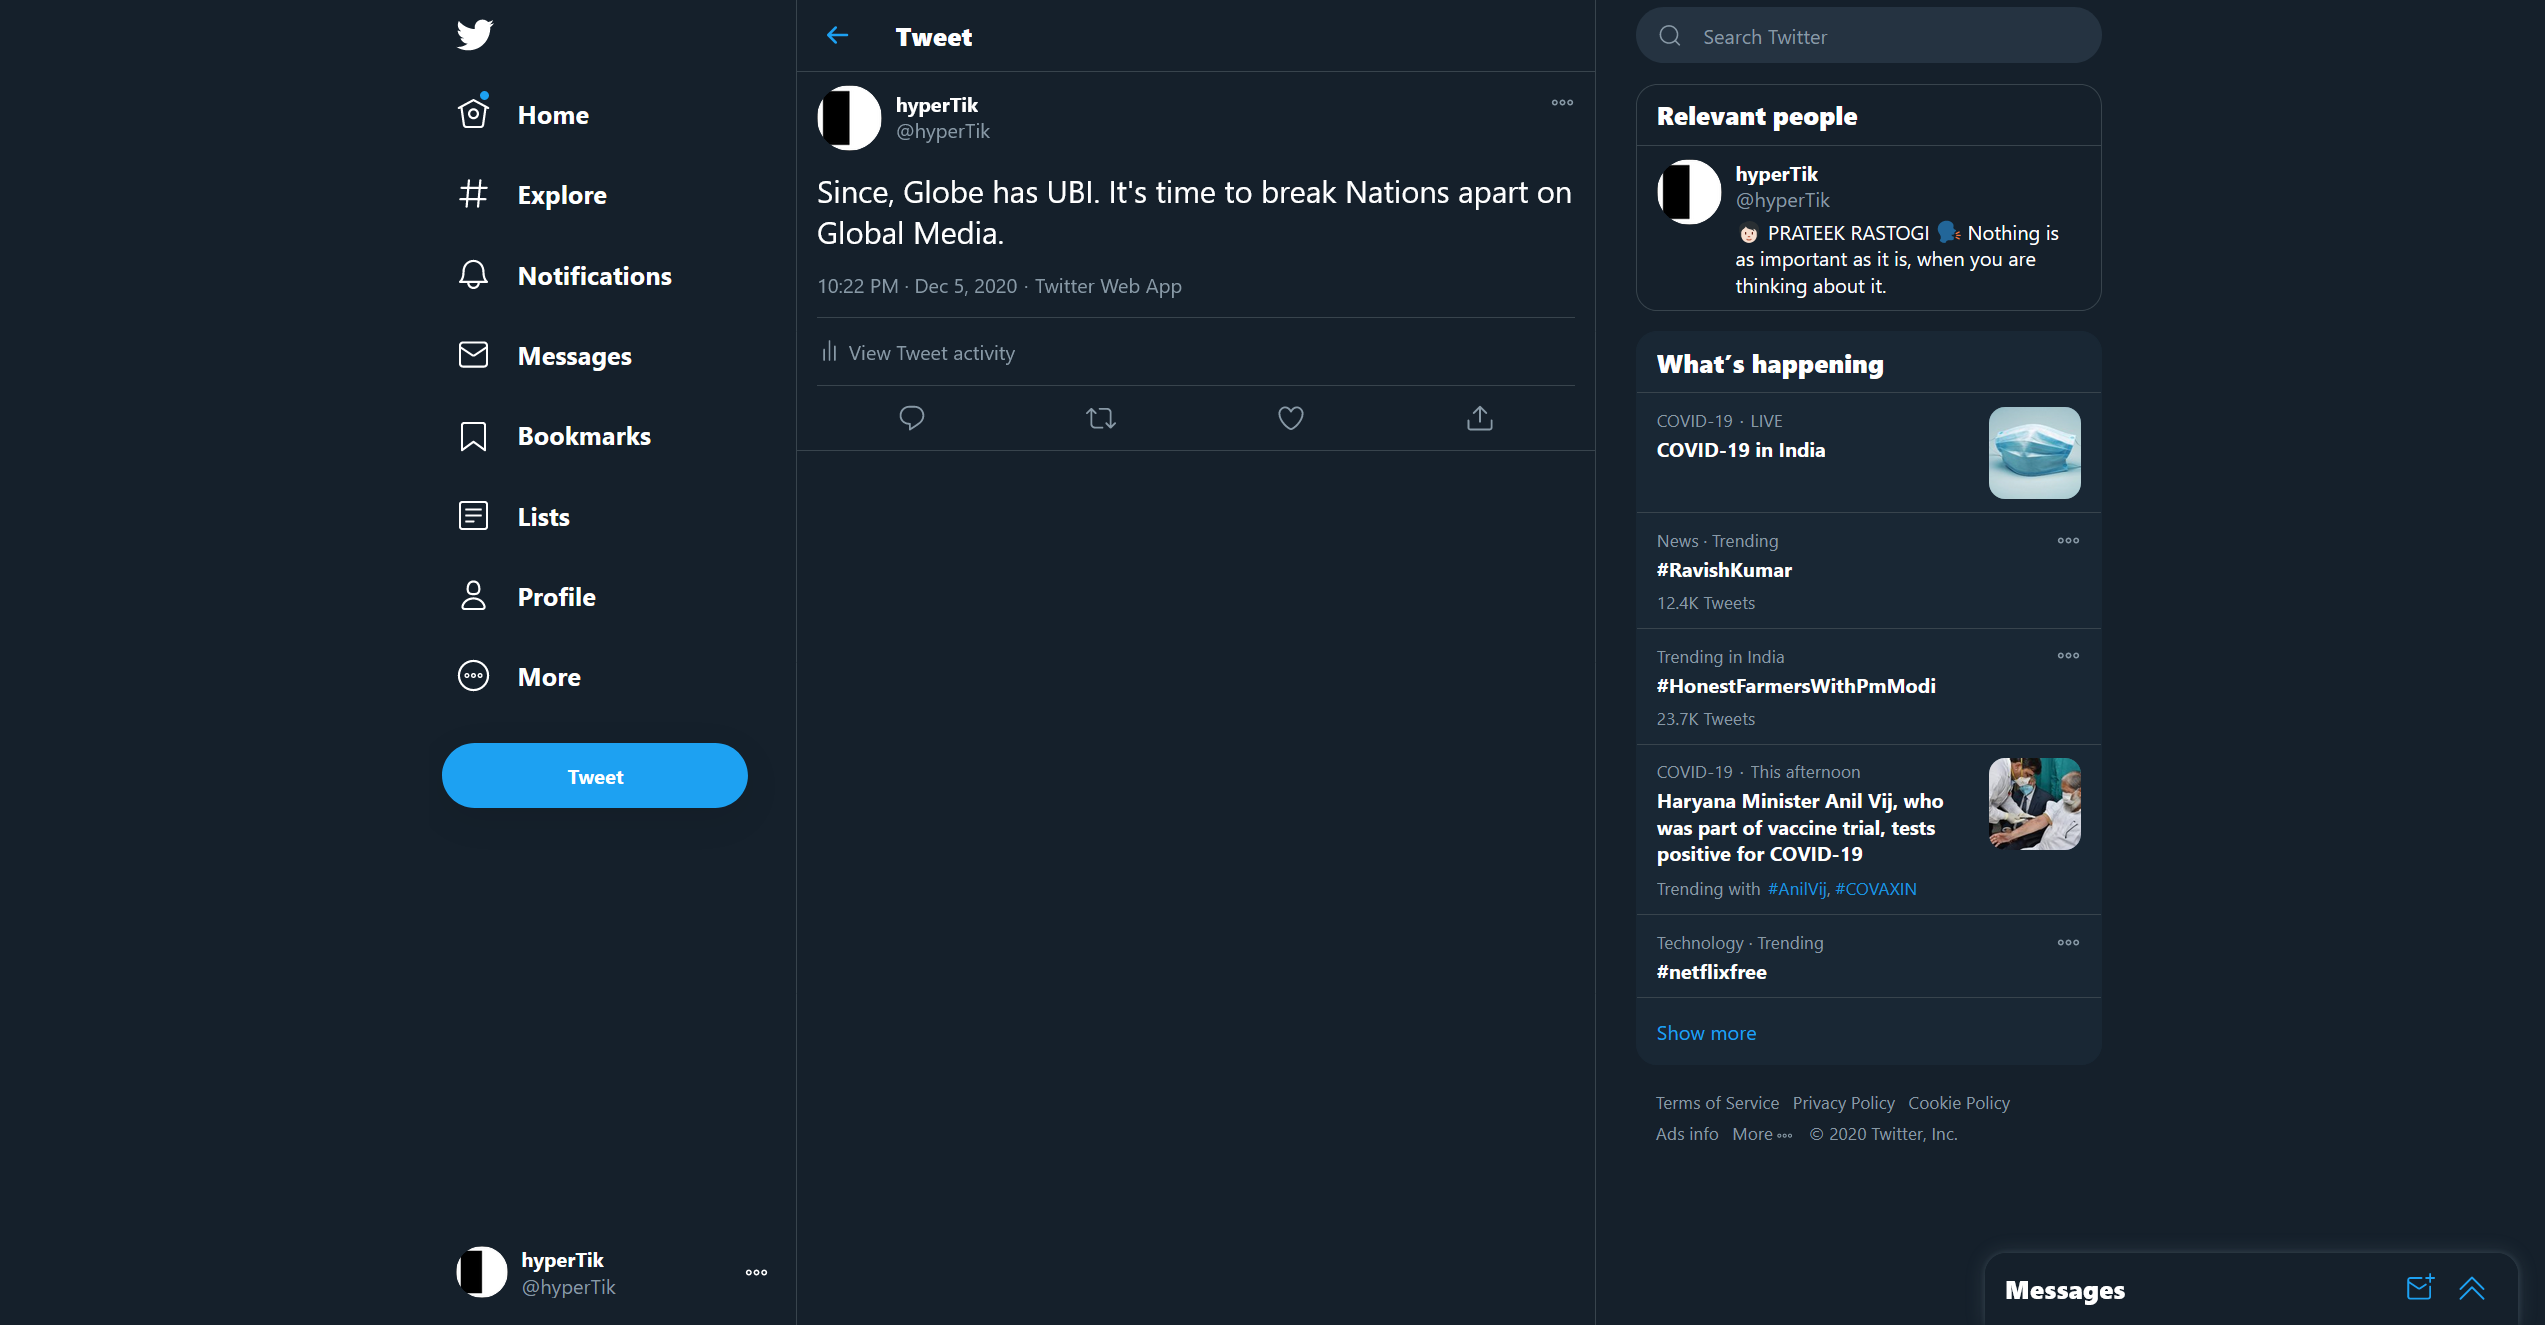 Home
Explore
Notifications
Messages
Bookmarks
Lists
Profile
More
Tweet
hyperTik
@hyperTik
Tweet
hyperTik
@hyperTik
Since, Globe has UBI. It's time to break Nations apart on
Global Media.
10:22 PM · Dec 5, 2020 · Twitter Web App
View Tweet activity
Search Twitter
Relevant people
hyperTik
@hyperTik
PRATEEK RASTOGI Nothing is
as important as it is, when you are
thinking about it.
What’s happening
COVID-19 · LIVE
COVID-19 in India
News · Trending
#RavishKumar
12.4K Tweets
Trending in India
#HonestFarmersWithPmModi
23.7K Tweets
COVID-19 · This afternoon
Haryana Minister Anil Vij, who
was part of vaccine trial, tests
positive for COVID-19
Trending with #AnilVij, #COVAXIN
Technology · Trending
#netflixfree
Show more
Terms of Service Privacy Policy Cookie Policy
Ads info More © 2020 Twitter, Inc.
Messages